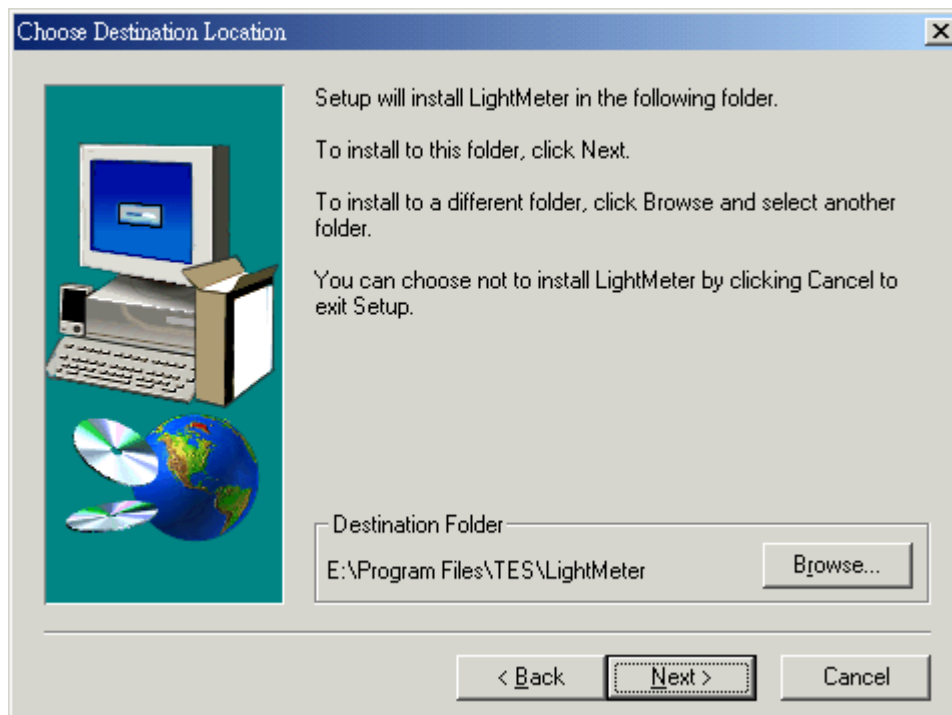 Choose Destination Location
Setup will install LightMeter in the following folder.
To install to this folder, click Next.
To install to a different folder, click Browse and select another
folder.
You can choose not to install LightMeter by clicking Cancel to
exit Setup.
Destination Folder
E:\Program Files\TES\LightMeter
Browse...
< Back
Next >
Cancel